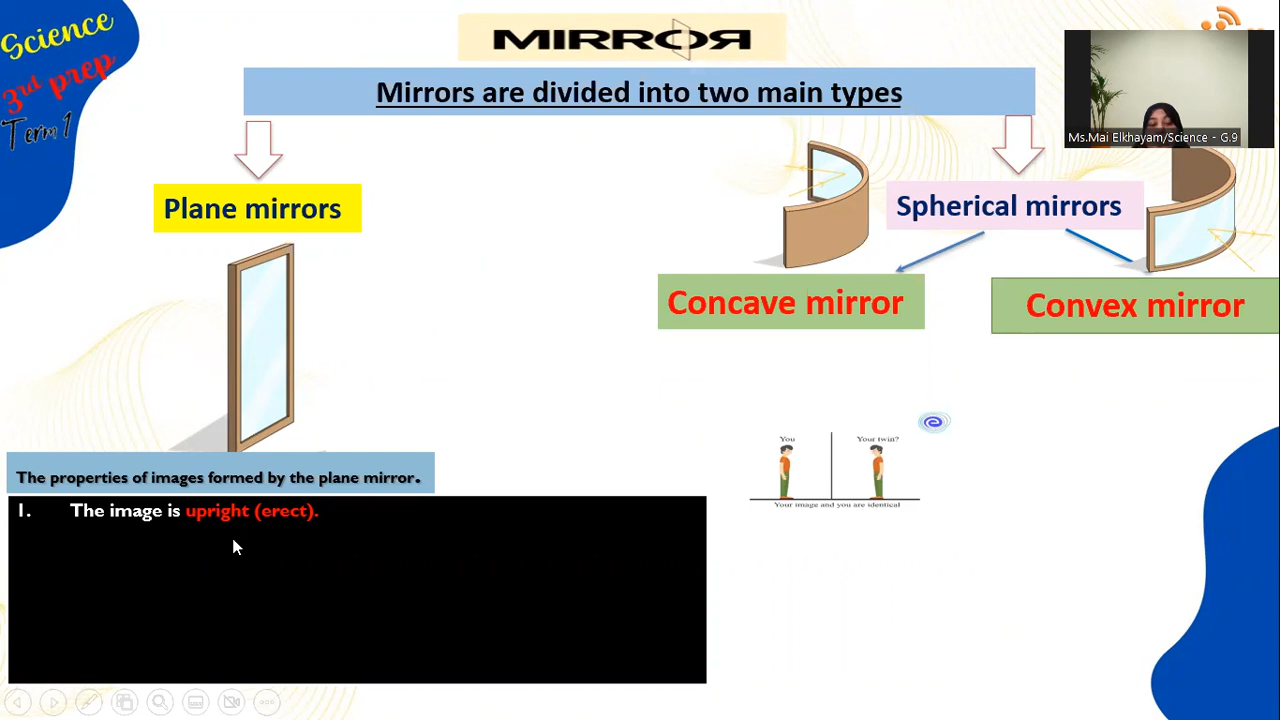 Science
3rd prep
Term 1
MIRROR
Mirrors are divided into two main types
Ms.Mai Elkhayam/Science - G.9
Plane mirrors
Spherical mirrors
Concave mirror
Convex mirror
You
Your twin?
Your image and you are identical
The properties of images formed by the plane mirror.
1. The image is upright (erect).